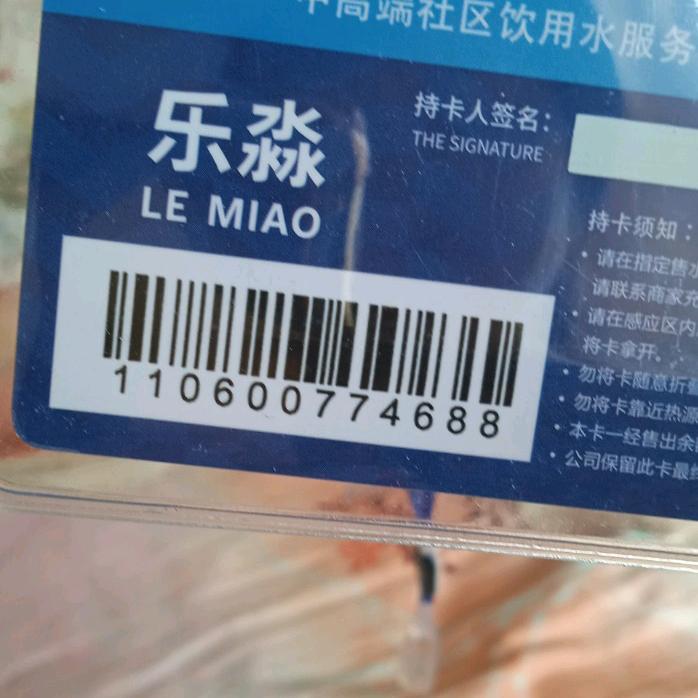 中高端社区饮用水服务
乐淼
LE MIAO
持卡人签名：
THE SIGNATURE
110600774688
持卡须知：
• 请在指定售
请联系商家
• 请在感应区内
将卡拿开。
• 勿将卡随意折
• 勿将卡靠近热源
• 本卡一经售出余
• 公司保留此卡最